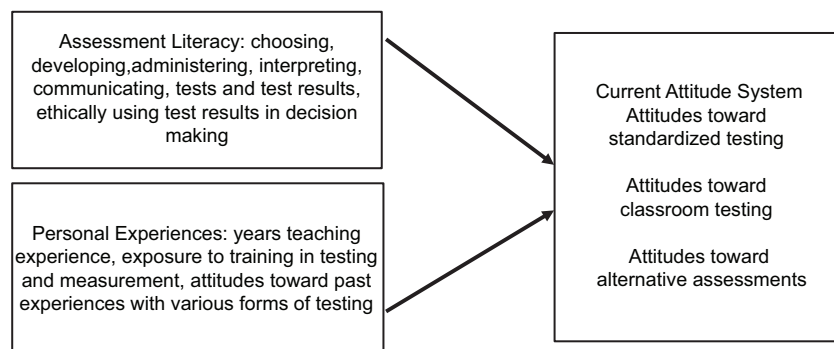 Assessment Literacy: choosing,
developing,administering, interpreting,
communicating, tests and test results,
ethically using test results in decision
making
Personal Experiences: years teaching
experience, exposure to training in testing
and measurement, attitudes toward past
experiences with various forms of testing
Current Attitude System
Attitudes toward
standardized testing
Attitudes toward
classroom testing
Attitudes toward
alternative assessments